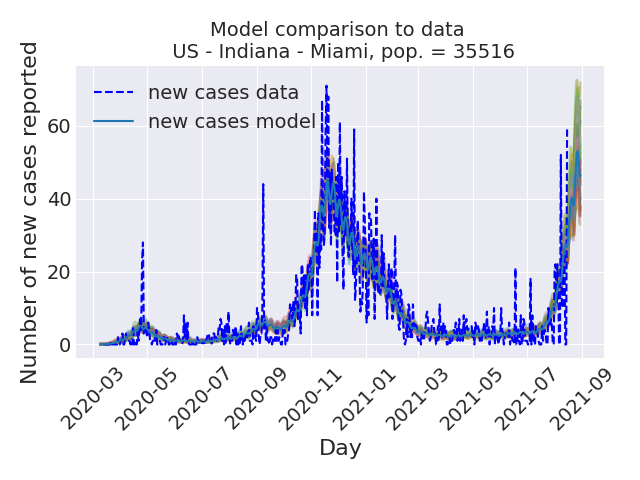 Model comparison to data
US - Indiana - Miami, pop. = 35516
Number of new cases reported
60
40
20
0
new cases data
new cases model
2020-03
2020-05
2020-07
2020-09
2020-11
2021-01
2021-03
2021-05
2021-07
2021-09
Day